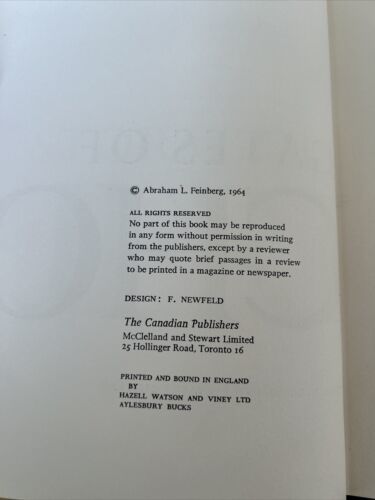 © Abraham L. Feinberg, 1964
ALL RIGHTS RESERVED
No part of this book may be reproduced
in any form without permission in writing
from the publishers, except by a reviewer
who may quote brief passages in a review
to be printed in a magazine or newspaper.
DESIGN: F. NEWFELD
The Canadian Publishers
McClelland and Stewart Limited
25 Hollinger Road, Toronto 16
PRINTED AND BOUND IN ENGLAND
BY
HAZELL WATSON AND VINEY LTD
AYLESBURY BUCKS